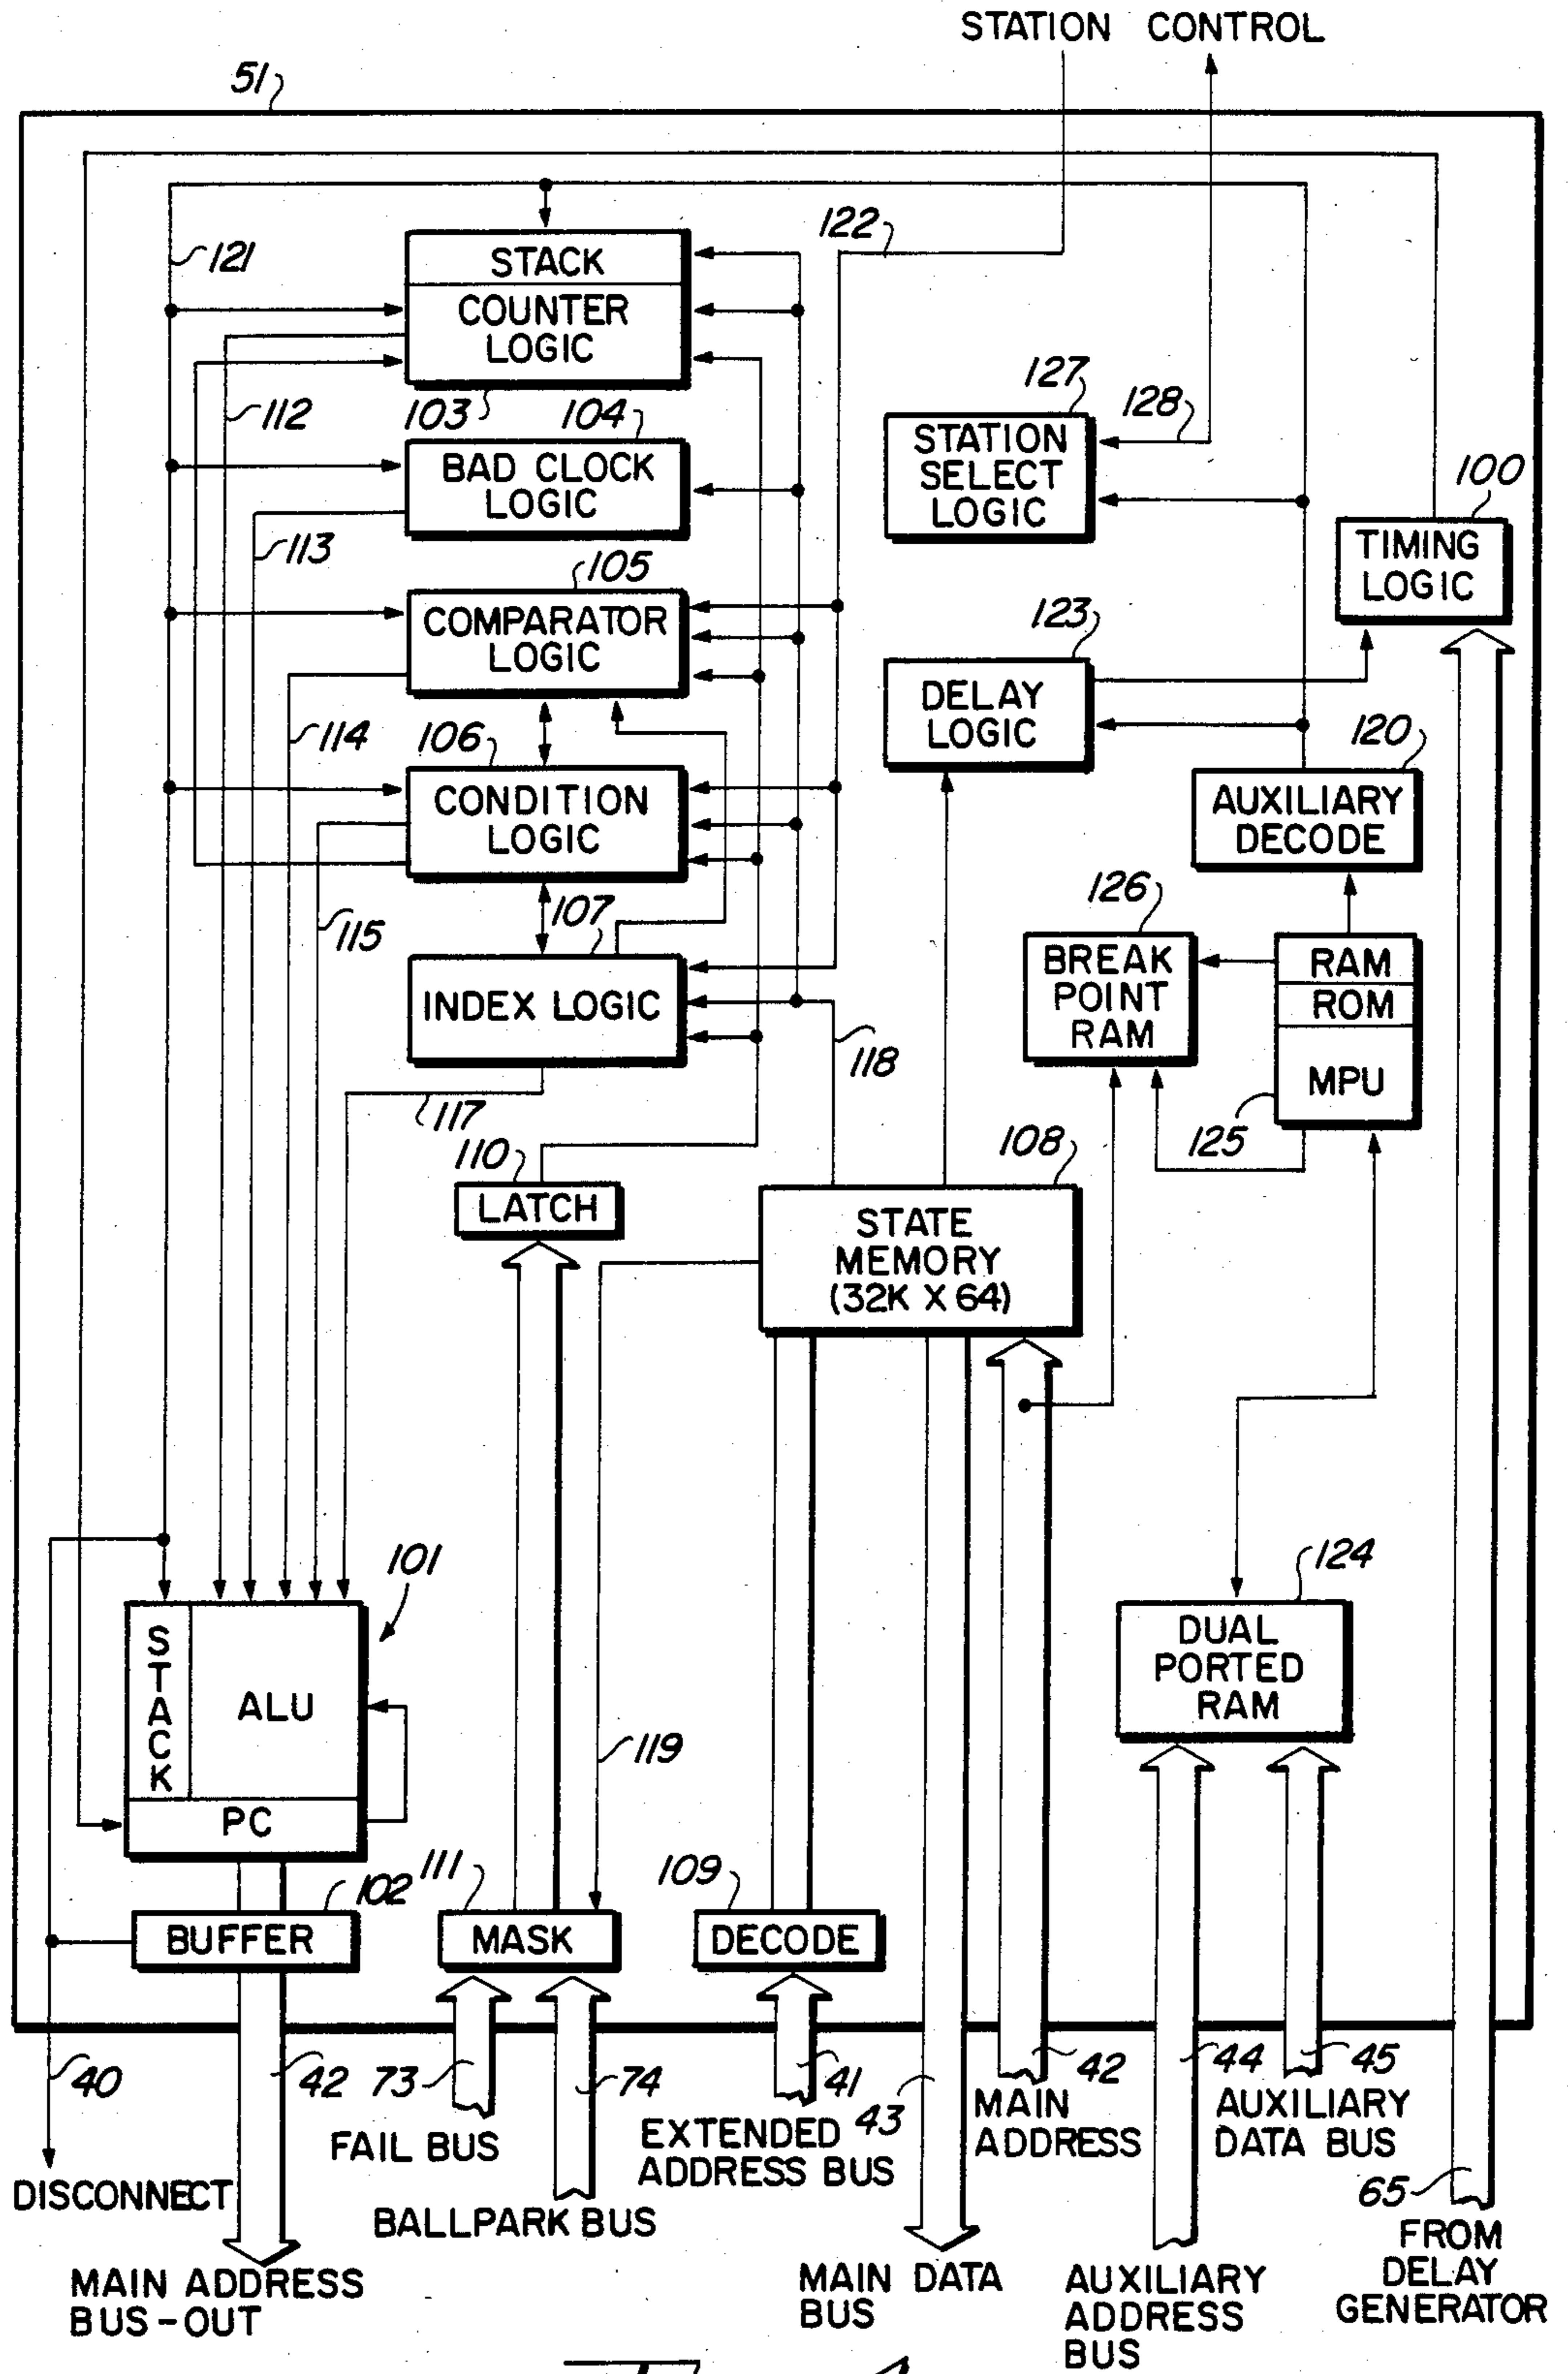 STATION CONTROL
51
121
122
STACK
COUNTER
LOGIC
112
103
104
127
128
BAD CLOCK
LOGIC
STATION
SELECT
LOGIC
100
113
TIMING
LOGIC
105
COMPARATOR
LOGIC
123
DELAY
LOGIC
114
106
120
CONDITION
LOGIC
AUXILIARY
DECODE
115
107
126
INDEX LOGIC
BREAK
POINT
RAM
RAM
ROM
MPU
118
117
125
110
108
LATCH
STATE
MEMORY
(32K X 64)
101
124
STACK
ALU
DUAL
PORTED
RAM
119
PC
102
111
109
BUFFER
MASK
DECODE
40
42
73
74
41
43
42
44
45
FAIL BUS
EXTENDED
ADDRESS BUS
MAIN
ADDRESS
AUXILIARY
DATA BUS
DISCONNECT
BALLPARK BUS
65
MAIN ADDRESS
BUS-OUT
MAIN DATA
BUS
AUXILIARY
ADDRESS
BUS
FROM
DELAY
GENERATOR